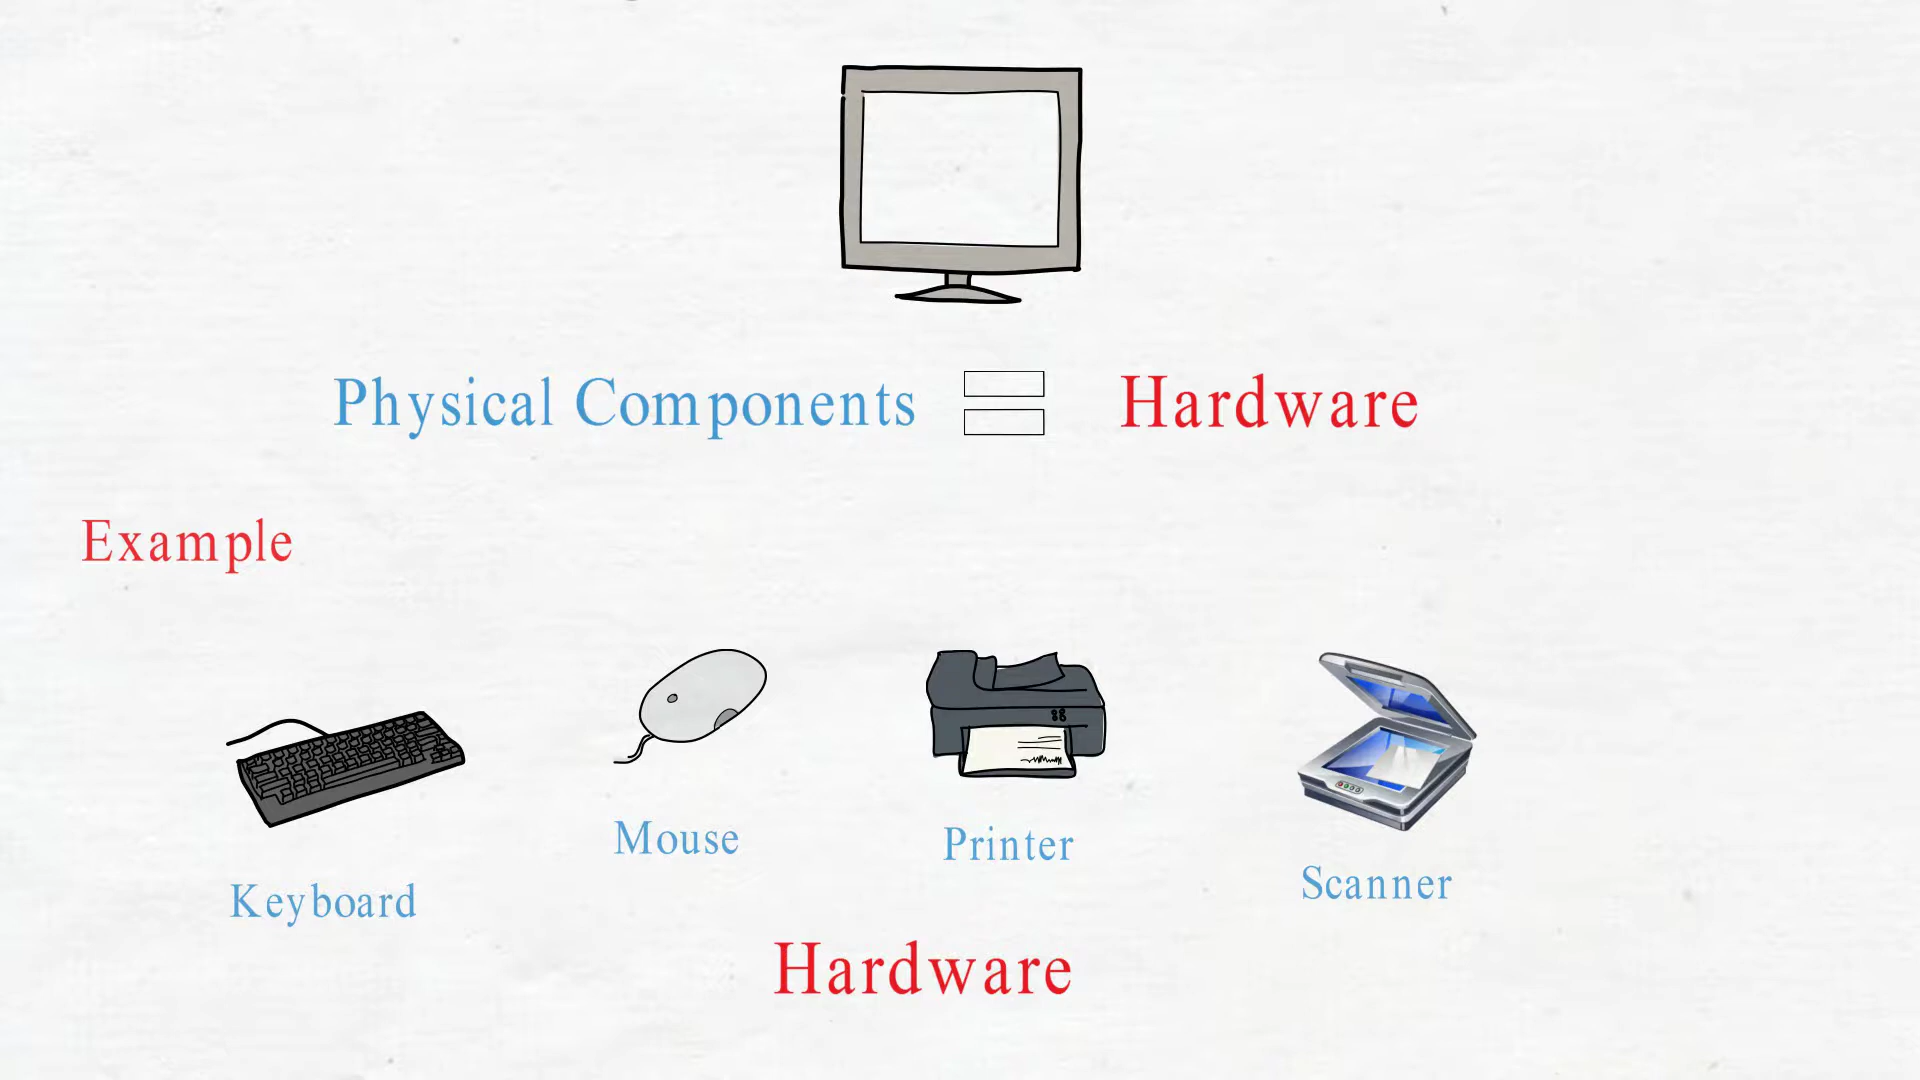 Physical Components = Hardware
Example
Keyboard
Mouse
Printer
Scanner
Hardware